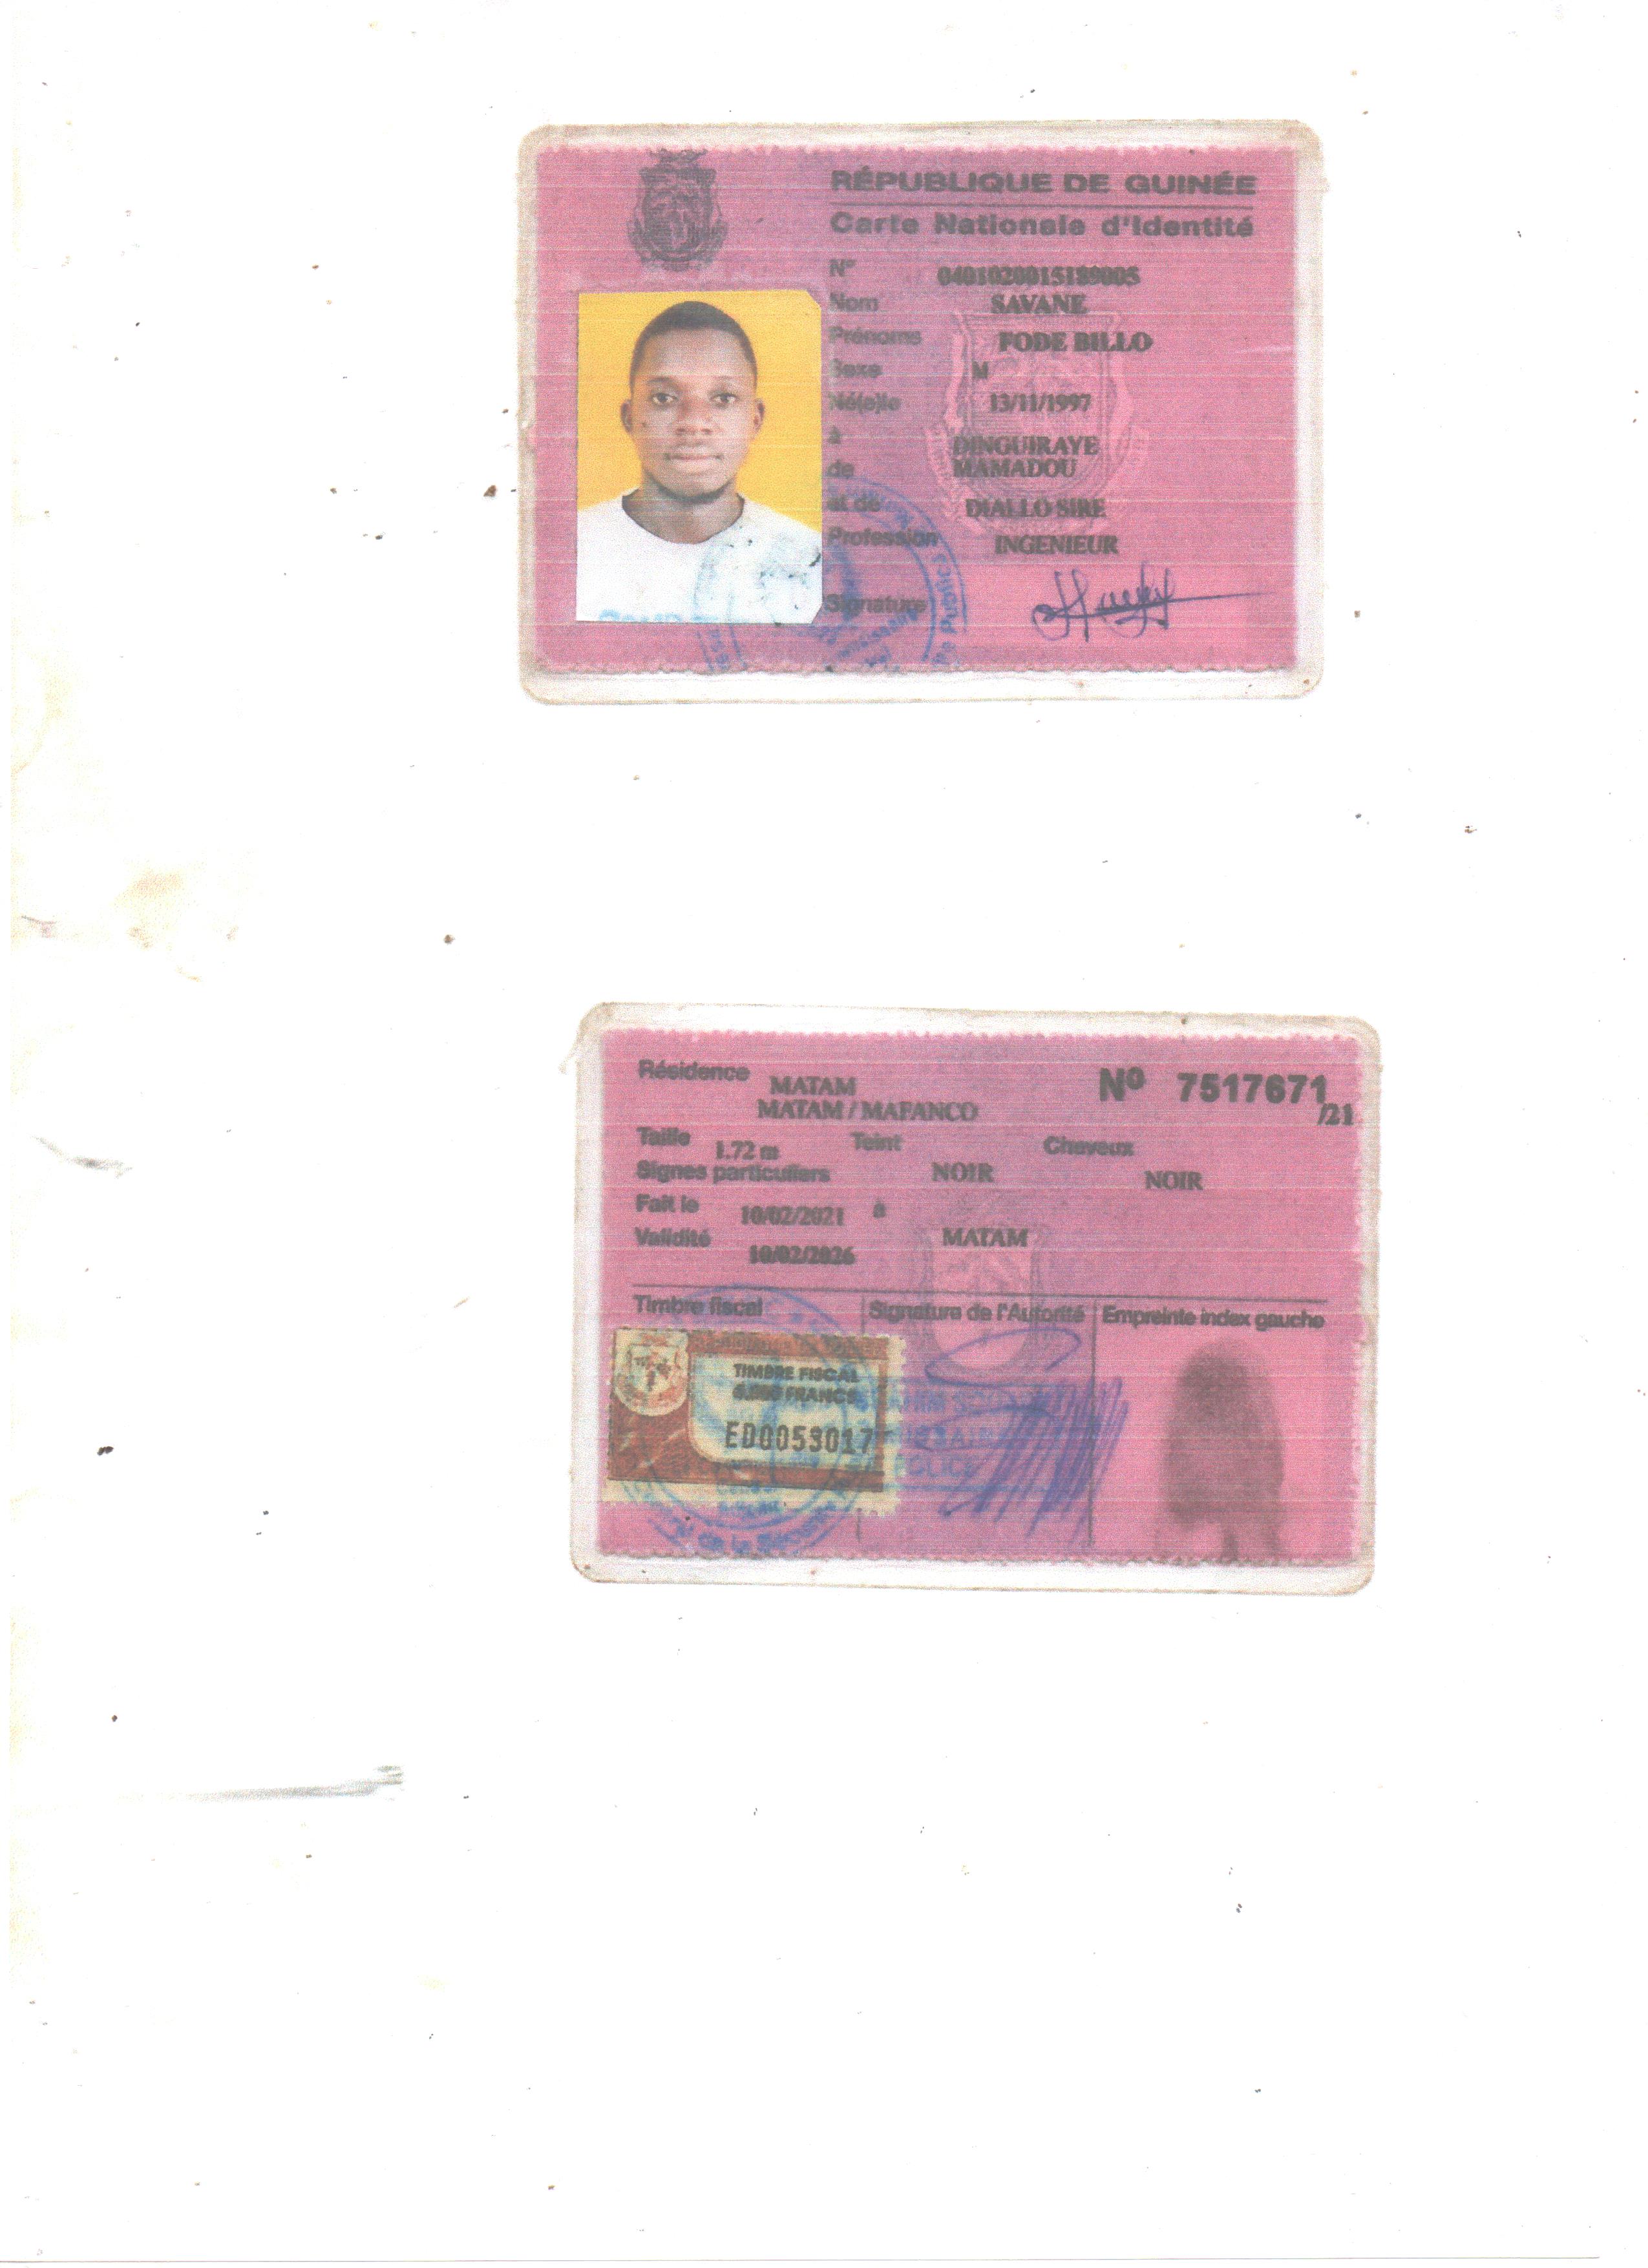 RÉPUBLIQUE DE GUINÉE
Carte Nationale d'Identité
N° 0401020015189005
Nom SAVANE
Prénoms FODE BILLO
Sexe M
Né(e)le 13/11/1997
à DINGUIRAYE
de MAMADOU
et de DIALLO SIRE
Profession INGENIEUR
Signature
Résidence MATAM
MATAM / MAFANCO
Nº 7517671
/21
Taille 1.72 m Teint NOIR Cheveux NOIR
Signes particuliers
Fait le 10/02/2021 à MATAM
Validité 10/02/2026
Timbre fiscal
Signature de l'Autorité
Empreinte index gauche
TIMBRE FISCAL
FRANCS
ED0053017
POLICE